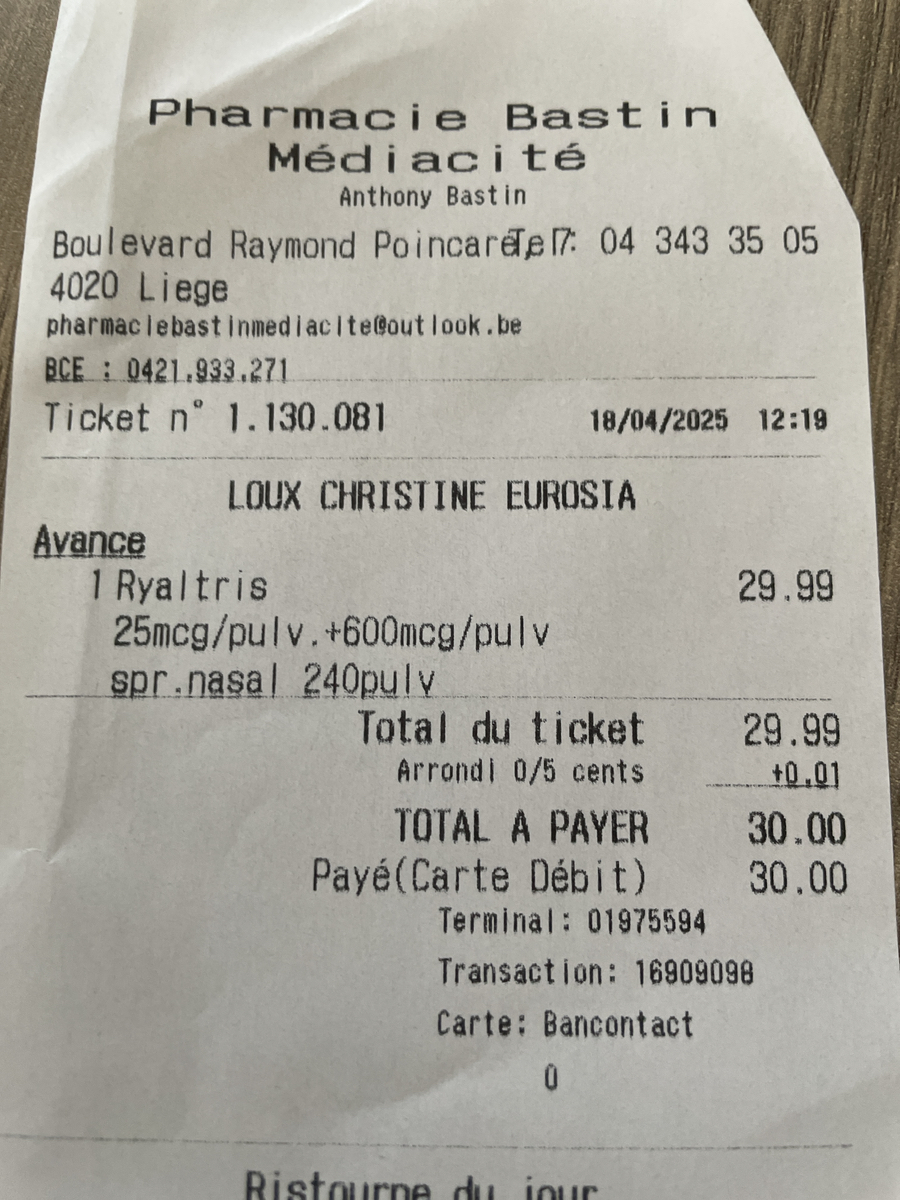 Pharmacie Bastin
Médiacité
Anthony Bastin
Boulevard Raymond Poincaré, 7 Tel: 04 343 35 05
4020 Liege
pharmaciebastinmediacite@outlook.be
BCE : 0421.933.271
Ticket n° 1.130.081 18/04/2025 12:19
LOUX CHRISTINE EUROSIA
Avance
1 Ryaltris 29.99
25mcg/pulv.+600mcg/pulv
spr.nasal 240pulv
Total du ticket 29.99
Arrondi 0/5 cents +0.01
TOTAL A PAYER 30.00
Payé(Carte Débit) 30.00
Terminal: 01975594
Transaction: 16909098
Carte: Bancontact
0
Ristourne du jour